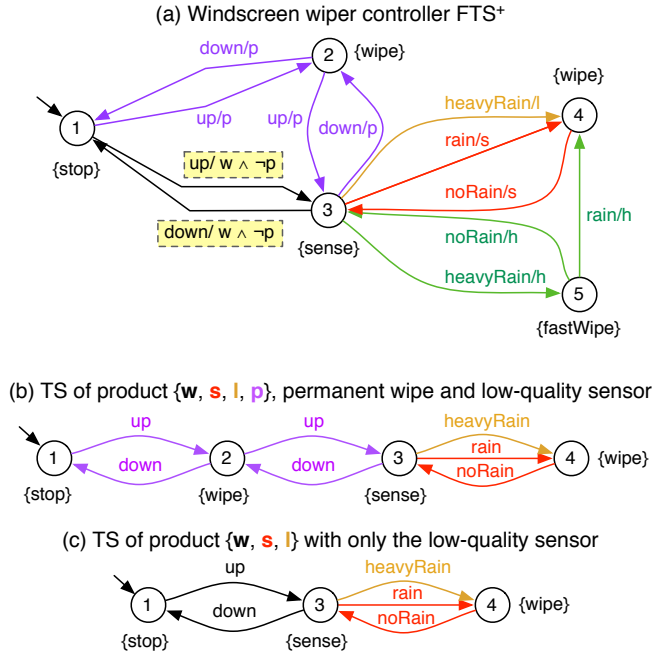 (a) Windscreen wiper controller FTS⁺
down/p
2
{wipe}
{wipe}
1
up/p
up/p
down/p
heavyRain/l
4
rain/s
{stop}
up/ w ∧ ¬p
noRain/s
3
rain/h
down/ w ∧ ¬p
{sense}
noRain/h
heavyRain/h
5
{fastWipe}
(b) TS of product {w, s, l, p}, permanent wipe and low-quality sensor
up
up
heavyRain
rain
1
down
2
down
3
noRain
4
{wipe}
{stop}
{wipe}
{sense}
(c) TS of product {w, s, l} with only the low-quality sensor
up
heavyRain
rain
1
down
3
noRain
4
{wipe}
{stop}
{sense}